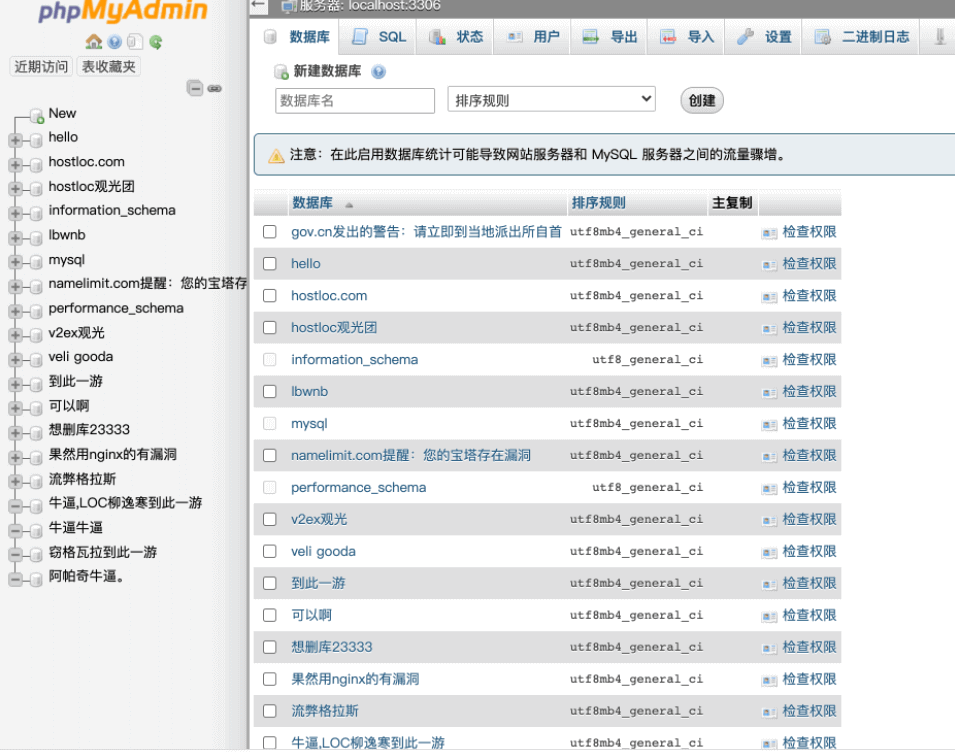 phpMyAdmin
近期访问 表收藏夹
New
hello
hostloc.com
hostloc观光团
information_schema
lbwnb
mysql
namelimit.com提醒：您的宝塔存
performance_schema
v2ex观光
veli gooda
到此一游
可以啊
想删库23333
果然用nginx的有漏洞
流弊格拉斯
牛逼,LOC柳逸寒到此一游
牛逼牛逼
窃格瓦拉到此一游
阿帕奇牛逼。
服务器: localhost:3306
数据库 SQL 状态 用户 导出 导入 设置 二进制日志
新建数据库
数据库名 排序规则 创建
注意：在此启用数据库统计可能导致网站服务器和 MySQL 服务器之间的流量骤增。
数据库 排序规则 主复制
gov.cn发出的警告：请立即到当地派出所自首 utf8mb4_general_ci 检查权限
hello utf8mb4_general_ci 检查权限
hostloc.com utf8mb4_general_ci 检查权限
hostloc观光团 utf8mb4_general_ci 检查权限
information_schema utf8_general_ci 检查权限
lbwnb utf8mb4_general_ci 检查权限
mysql utf8mb4_general_ci 检查权限
namelimit.com提醒：您的宝塔存在漏洞 utf8mb4_general_ci 检查权限
performance_schema utf8_general_ci 检查权限
v2ex观光 utf8mb4_general_ci 检查权限
veli gooda utf8mb4_general_ci 检查权限
到此一游 utf8mb4_general_ci 检查权限
可以啊 utf8mb4_general_ci 检查权限
想删库23333 utf8mb4_general_ci 检查权限
果然用nginx的有漏洞 utf8mb4_general_ci 检查权限
流弊格拉斯 utf8mb4_general_ci 检查权限
牛逼,LOC柳逸寒到此一游 utf8mb4_general_ci 检查权限